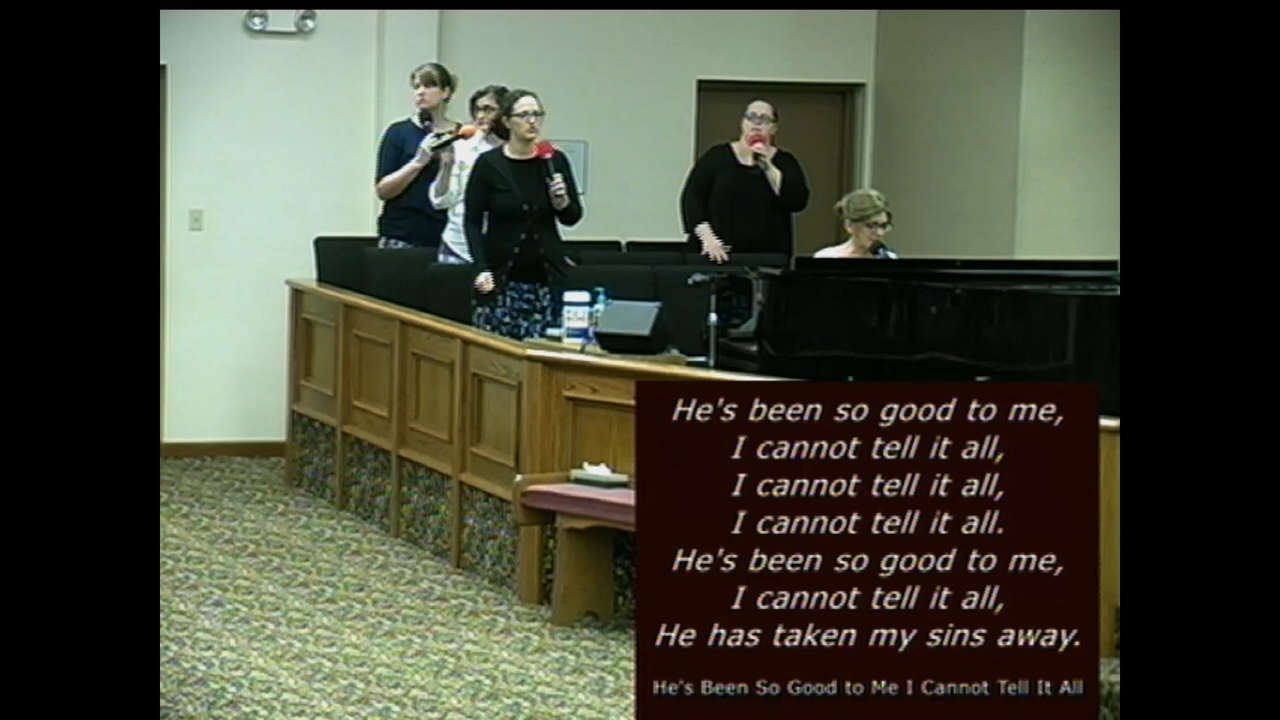 He's been so good to me,
I cannot tell it all,
I cannot tell it all,
I cannot tell it all.
He's been so good to me,
I cannot tell it all,
He has taken my sins away.
He's Been So Good to Me I Cannot Tell It All